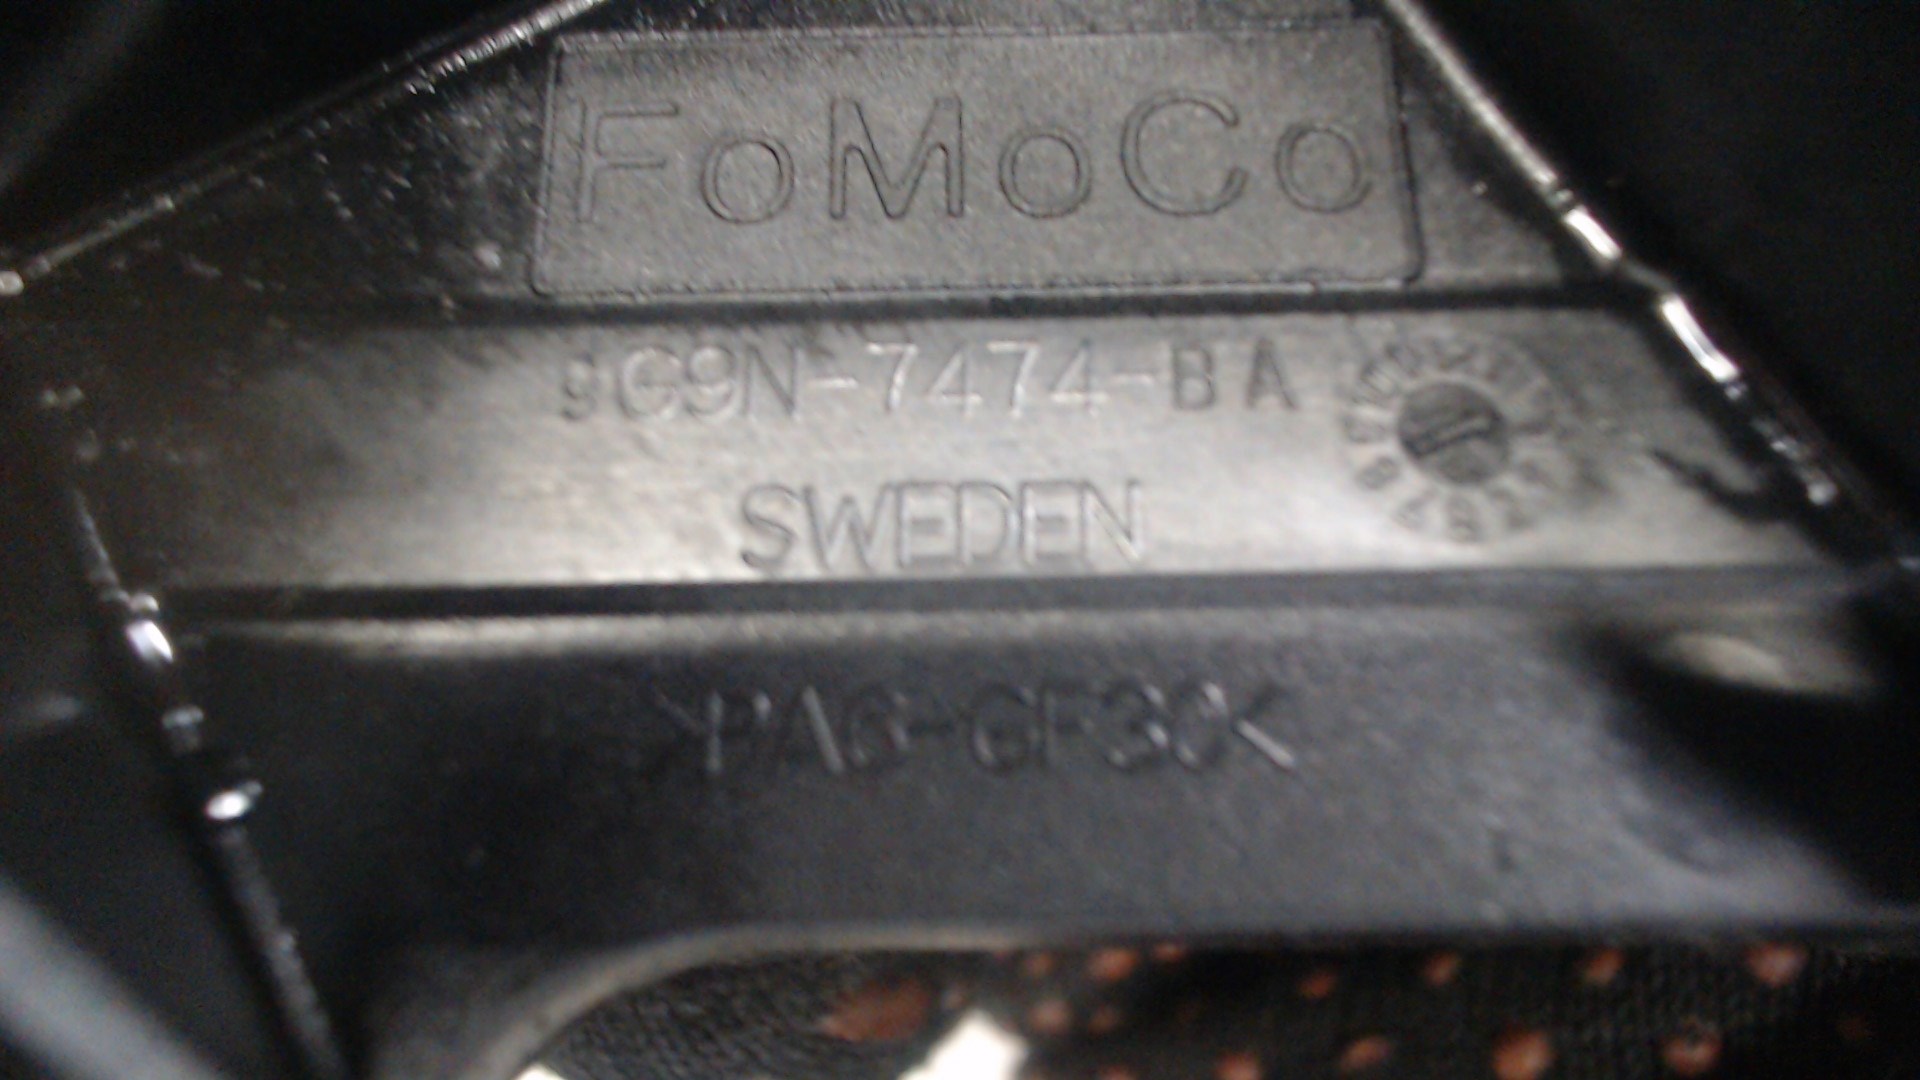 FoMoCo
9G9N-7474-BA
SWEDEN
>PA6-GF30<